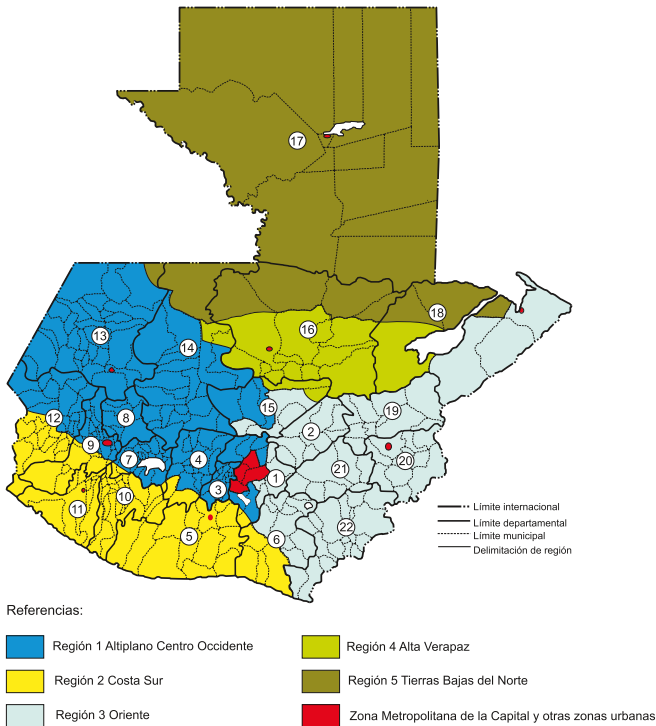 17
18
16
13
14
15
19
12
8
2
9
7
4
20
21
3
1
11
10
5
6
22
Límite internacional
Límite departamental
Límite municipal
Delimitación de región
Referencias:
Región 1 Altiplano Centro Occidente
Región 4 Alta Verapaz
Región 2 Costa Sur
Región 5 Tierras Bajas del Norte
Región 3 Oriente
Zona Metropolitana de la Capital y otras zonas urbanas